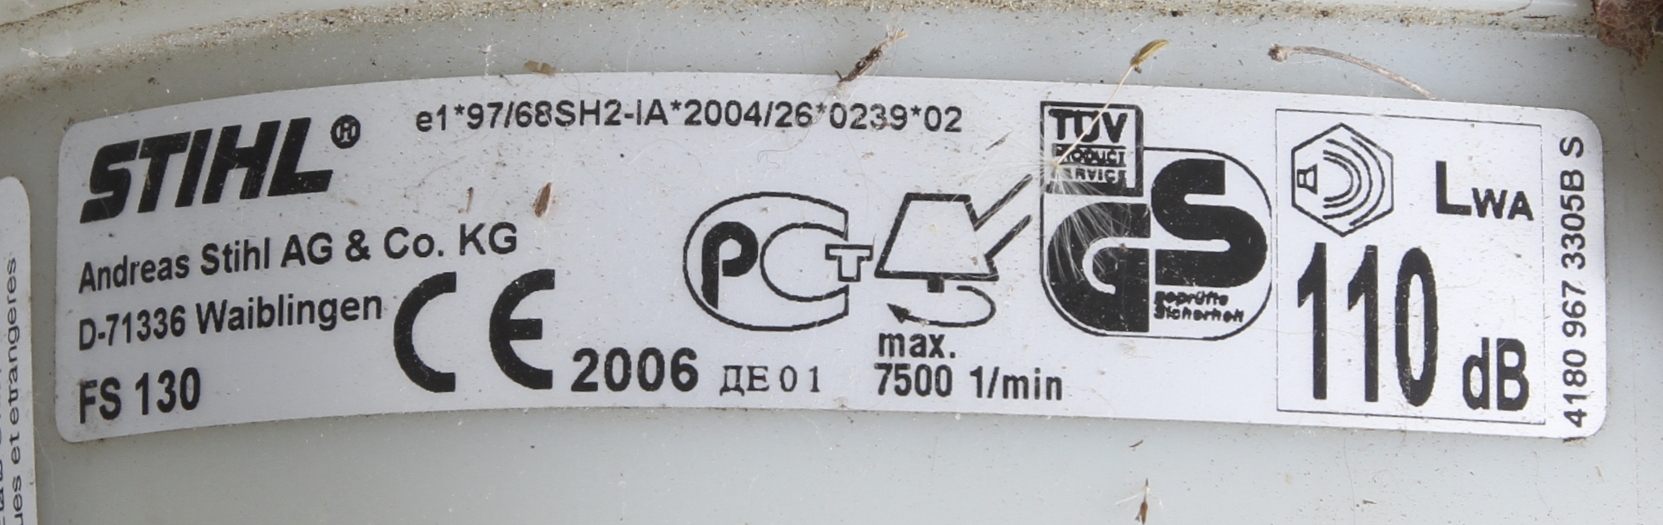 STIHL®
e1*97/68SH2-IA*2004/26*0239*02
Andreas Stihl AG & Co. KG
D-71336 Waiblingen
FS 130
CE 2006
PCT
ДЕ 01
max.
7500 1/min
TÜV
PRODUCT
SERVICE
GS
geprüfte
Sicherheit
LWA
110 dB
4180 967 3305B S
ues et etrangeres